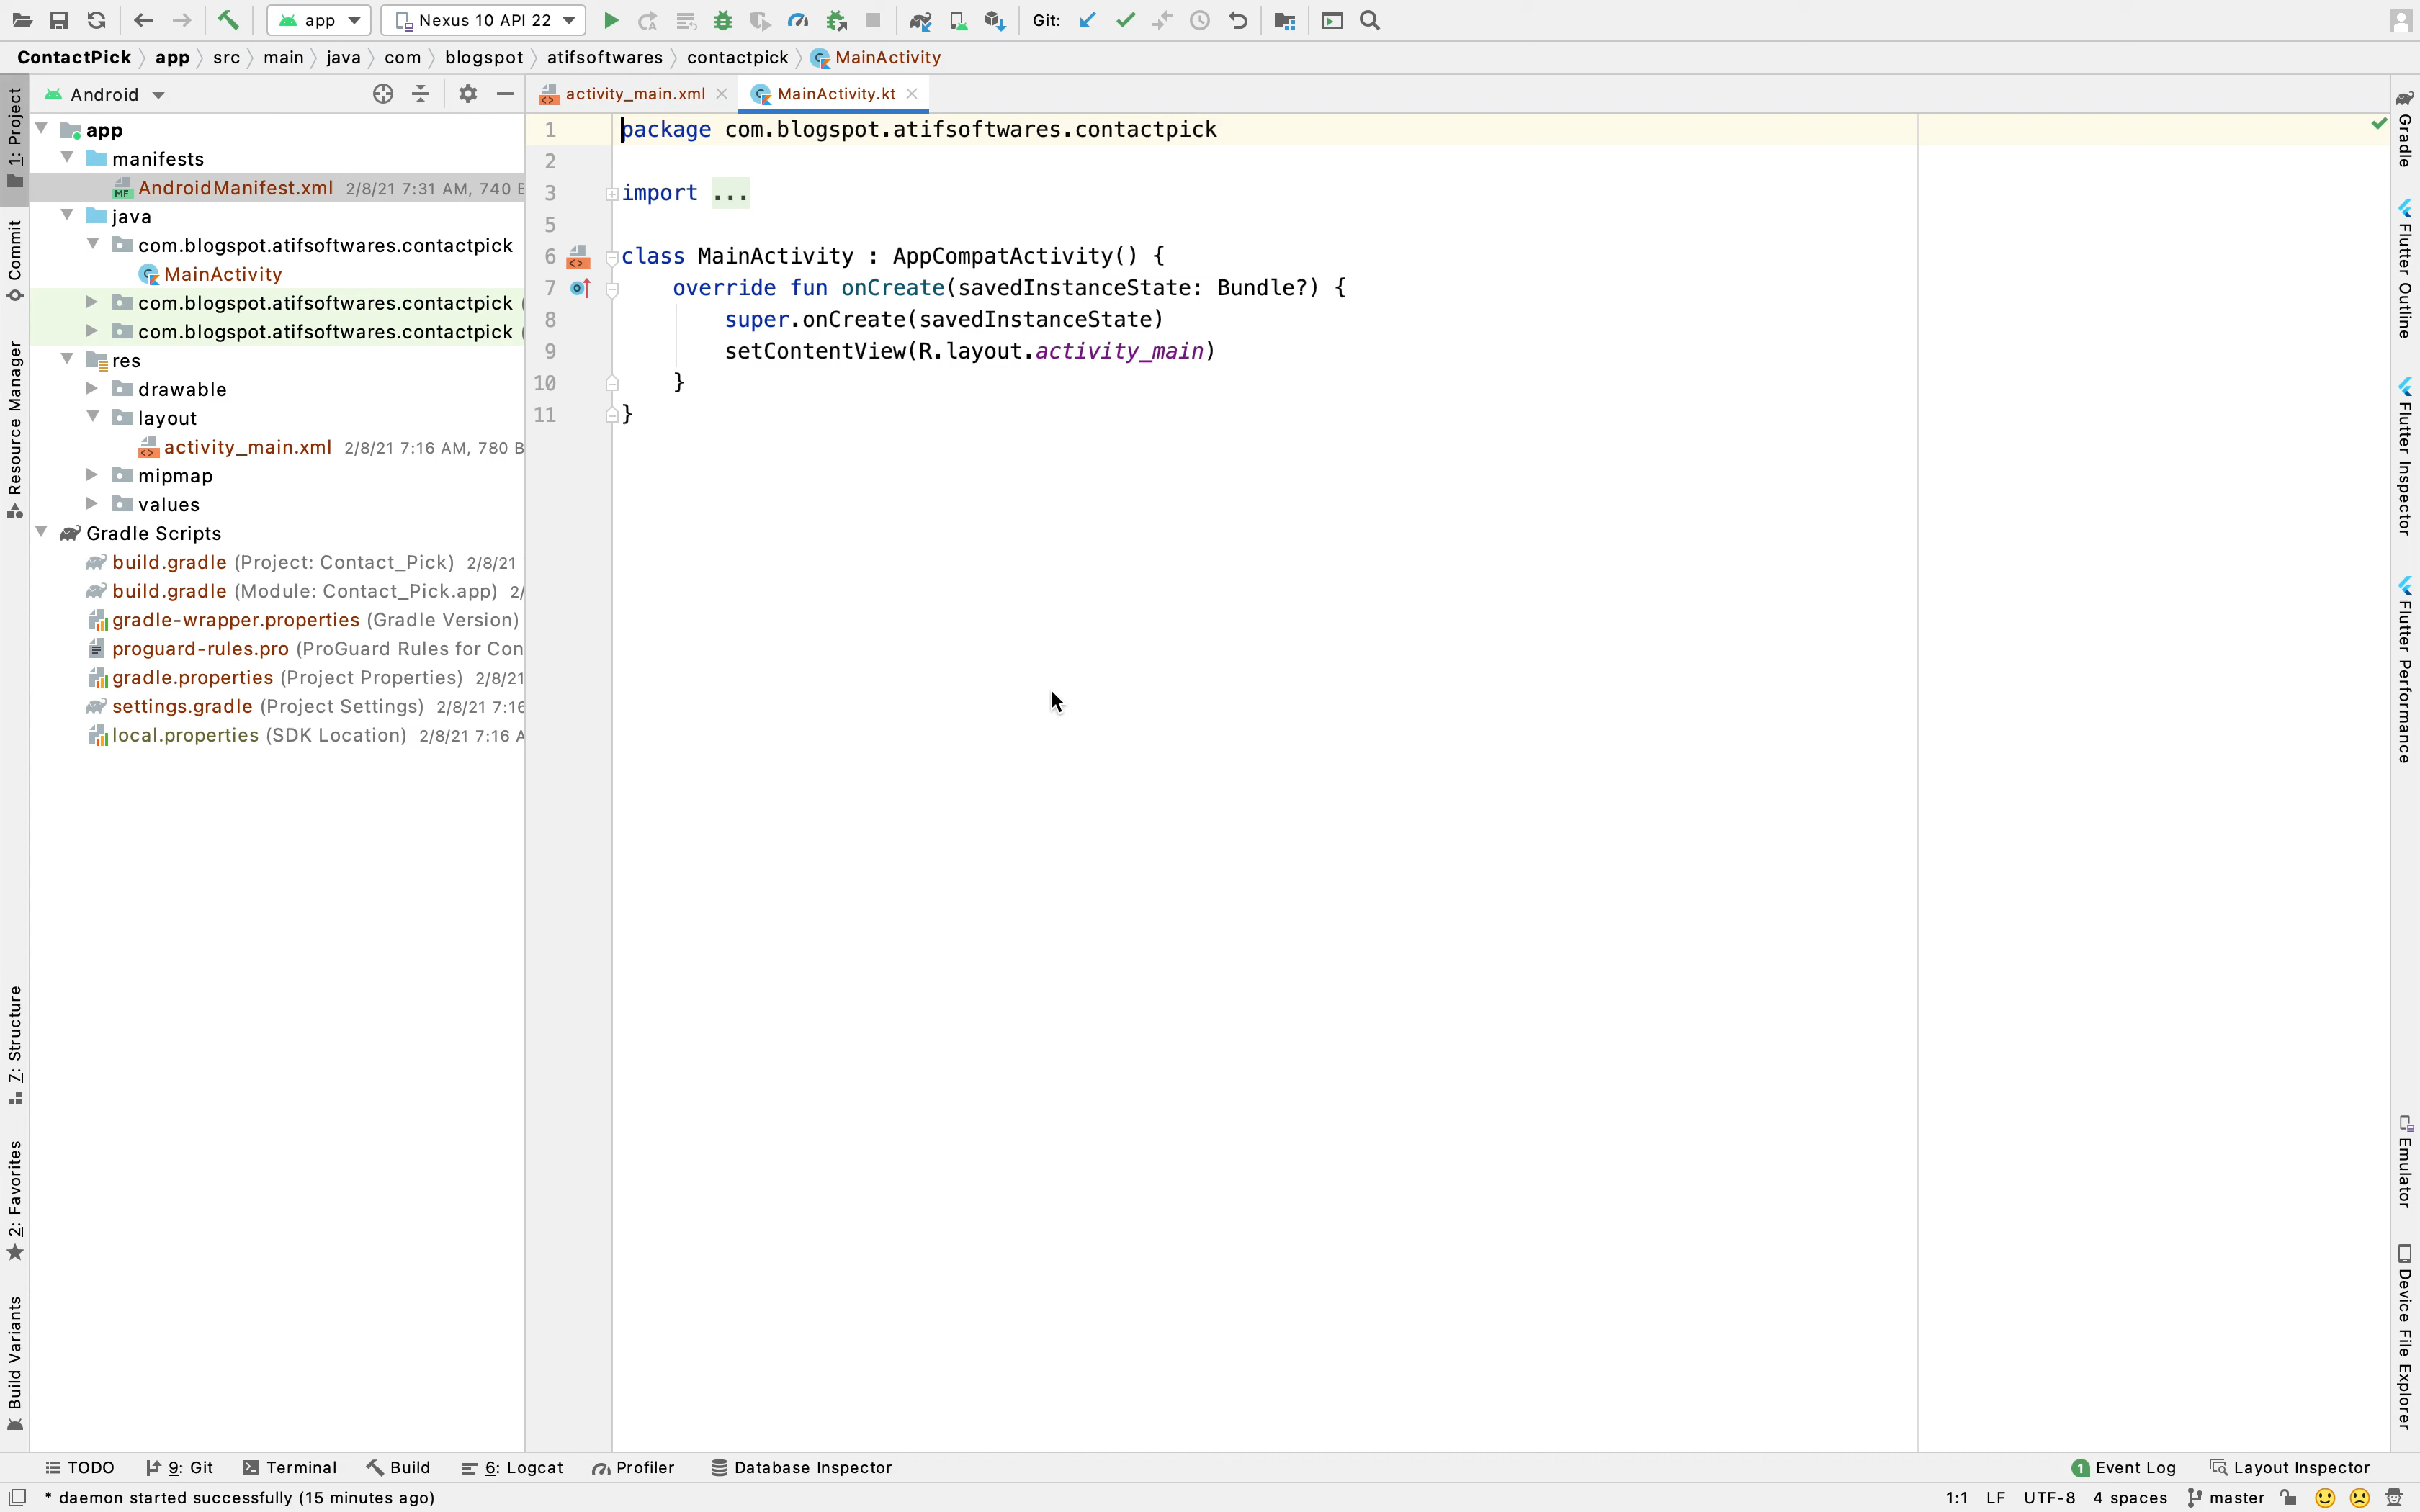 app
Nexus 10 API 22
Git:
ContactPick
app
src
main
java
com
blogspot
atifsoftwares
contactpick
MainActivity
1: Project
Commit
Resource Manager
Z: Structure
2: Favorites
Build Variants
Android
app
manifests
AndroidManifest.xml 2/8/21 7:31 AM, 740 B
java
com.blogspot.atifsoftwares.contactpick
MainActivity
com.blogspot.atifsoftwares.contactpick (
com.blogspot.atifsoftwares.contactpick (
res
drawable
layout
activity_main.xml 2/8/21 7:16 AM, 780 B
mipmap
values
Gradle Scripts
build.gradle (Project: Contact_Pick) 2/8/21
build.gradle (Module: Contact_Pick.app) 2/
gradle-wrapper.properties (Gradle Version)
proguard-rules.pro (ProGuard Rules for Con
gradle.properties (Project Properties) 2/8/21
settings.gradle (Project Settings) 2/8/21 7:16
local.properties (SDK Location) 2/8/21 7:16 A
activity_main.xml
MainActivity.kt
1 package com.blogspot.atifsoftwares.contactpick
2
3 import ...
5
6 class MainActivity : AppCompatActivity() {
7 override fun onCreate(savedInstanceState: Bundle?) {
8 super.onCreate(savedInstanceState)
9 setContentView(R.layout.activity_main)
10 }
11 }
Gradle
Flutter Outline
Flutter Inspector
Flutter Performance
Emulator
Device File Explorer
TODO
9: Git
Terminal
Build
6: Logcat
Profiler
Database Inspector
1 Event Log
Layout Inspector
* daemon started successfully (15 minutes ago)
1:1 LF UTF-8 4 spaces master